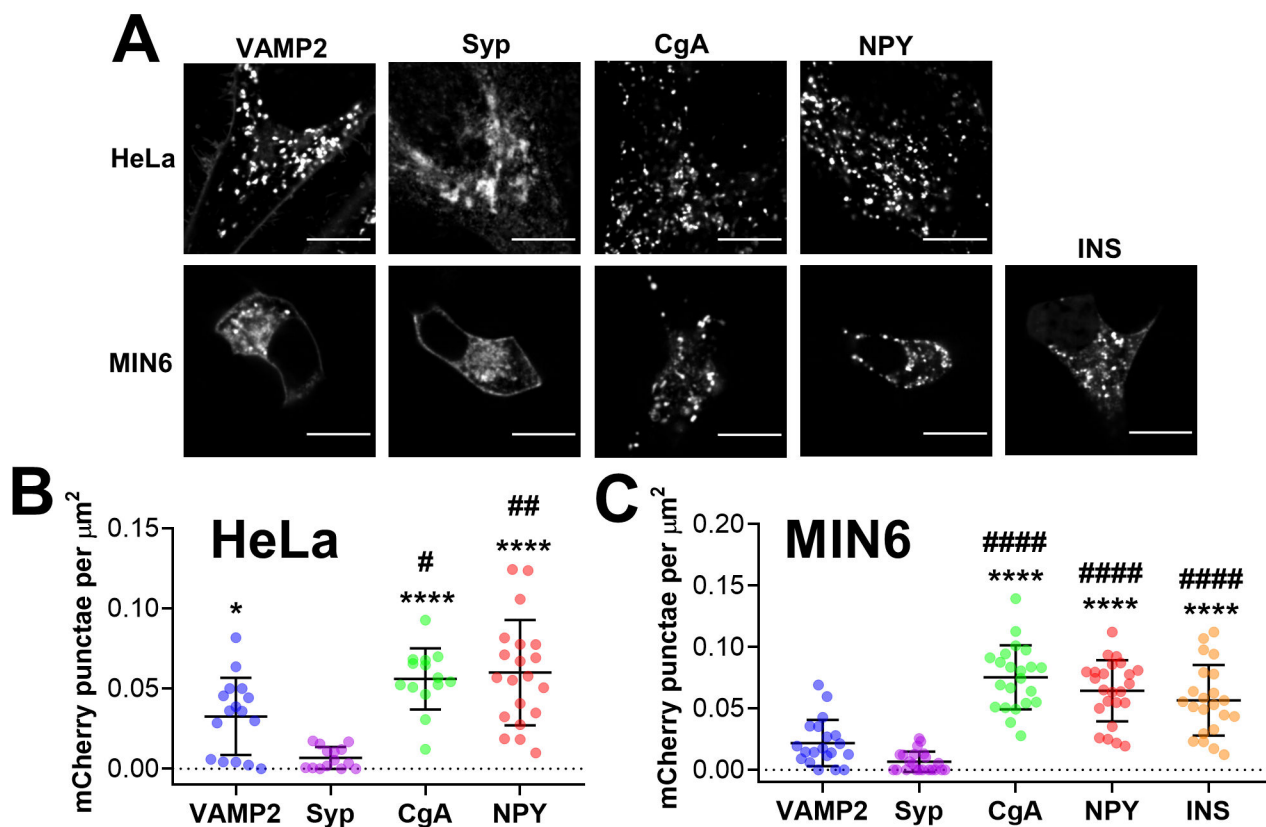 A
VAMP2 Syp CgA NPY
HeLa
INS
MIN6
B
mCherry punctae per μm2
HeLa
0.15
0.10
0.05
0.00
*
#
****
##
****
VAMP2 Syp CgA NPY
C
mCherry punctae per μm2
MIN6
0.20
0.15
0.10
0.05
0.00
####
****
####
****
####
****
VAMP2 Syp CgA NPY INS